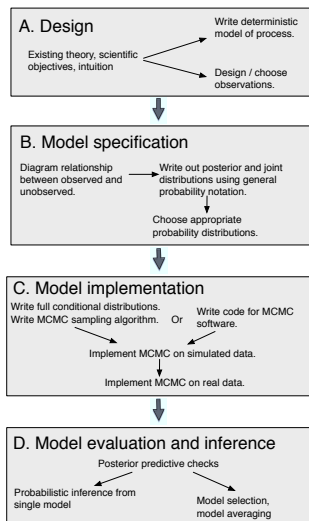 A. Design
Write deterministic
model of process.
Existing theory, scientific
objectives, intuition
Design / choose
observations.
B. Model specification
Diagram relationship
between observed and
unobserved.
Write out posterior and joint
distributions using general
probability notation.
Choose appropriate
probability distributions.
C. Model implementation
Write full conditional distributions.
Write MCMC sampling algorithm.
Or
Write code for MCMC
software.
Implement MCMC on simulated data.
Implement MCMC on real data.
D. Model evaluation and inference
Posterior predictive checks
Probabilistic inference from
single model
Model selection,
model averaging